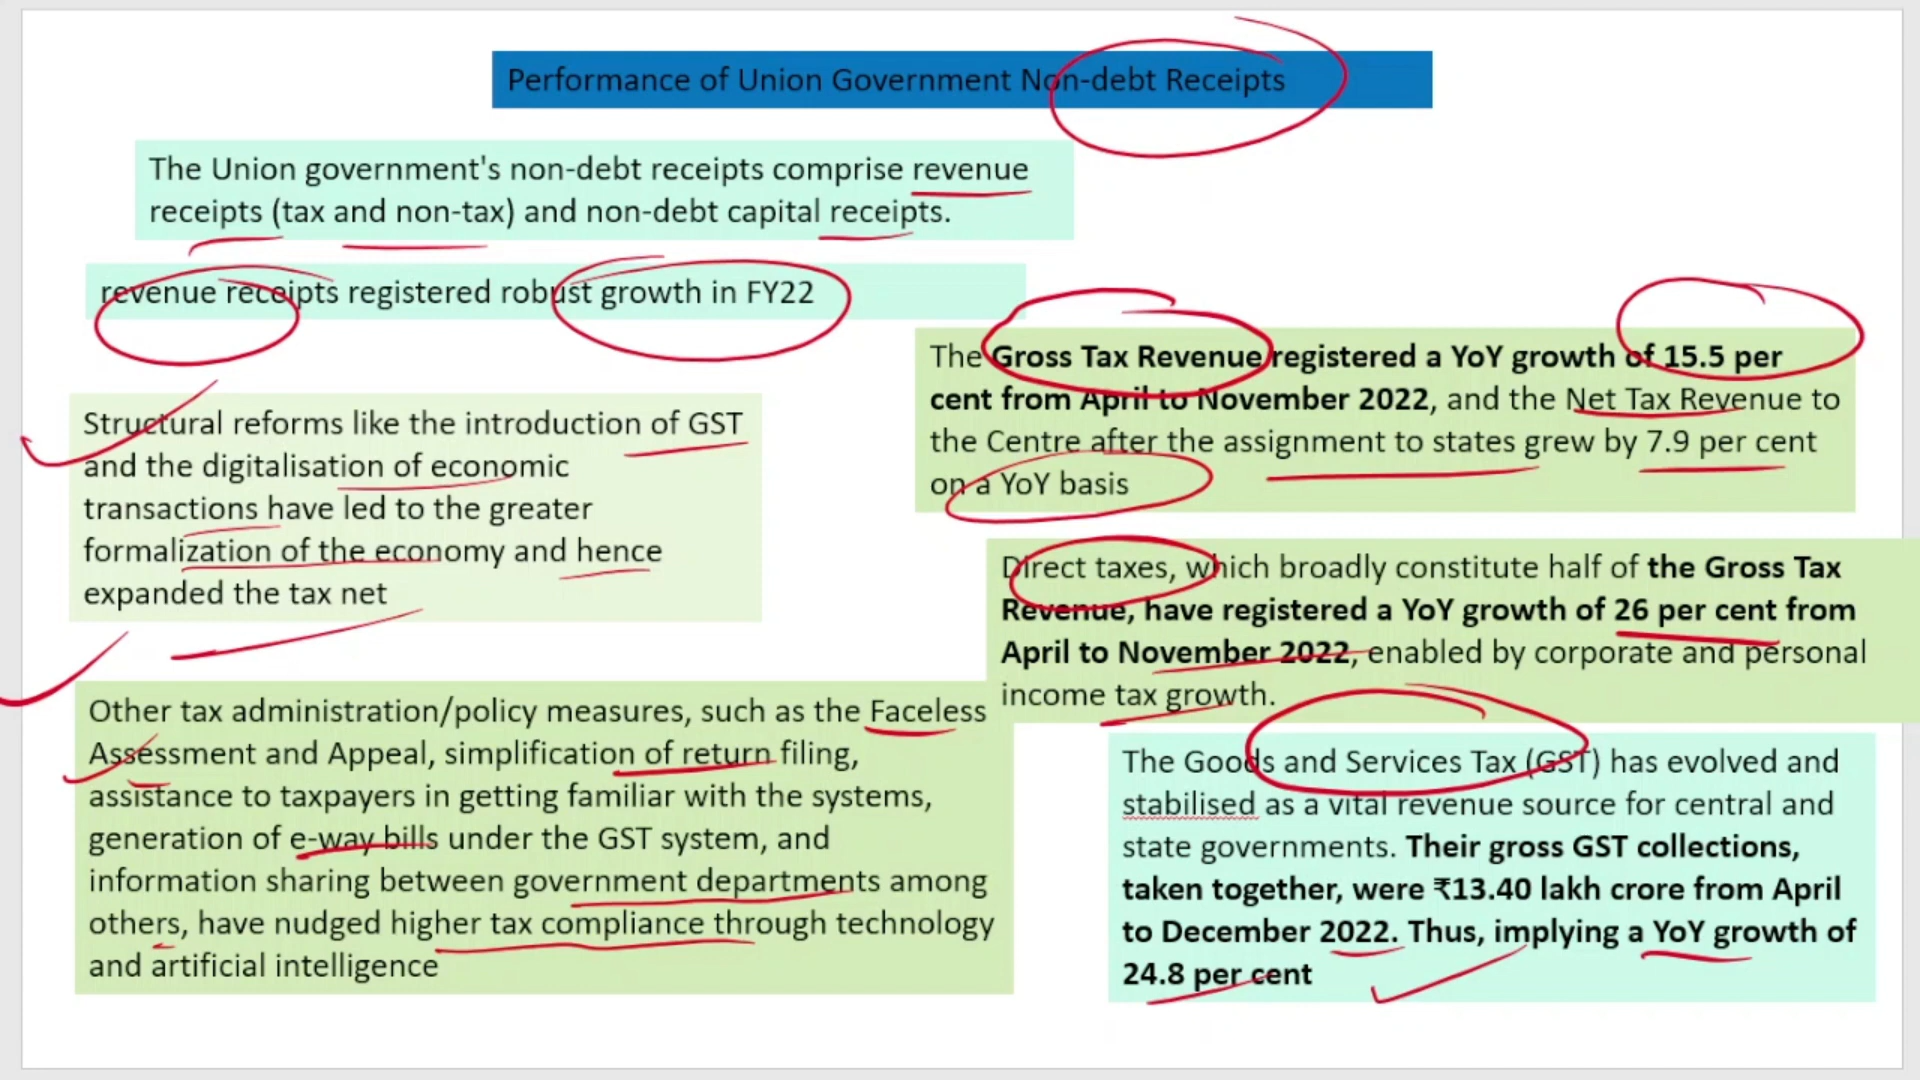 Performance of Union Government Non-debt Receipts
The Union government's non-debt receipts comprise revenue
receipts (tax and non-tax) and non-debt capital receipts.
revenue receipts registered robust growth in FY22
Structural reforms like the introduction of GST
and the digitalisation of economic
transactions have led to the greater
formalization of the economy and hence
expanded the tax net
Other tax administration/policy measures, such as the Faceless
Assessment and Appeal, simplification of return filing,
assistance to taxpayers in getting familiar with the systems,
generation of e-way bills under the GST system, and
information sharing between government departments among
others, have nudged higher tax compliance through technology
and artificial intelligence
The Gross Tax Revenue registered a YoY growth of 15.5 per
cent from April to November 2022, and the Net Tax Revenue to
the Centre after the assignment to states grew by 7.9 per cent
on a YoY basis
Direct taxes, which broadly constitute half of the Gross Tax
Revenue, have registered a YoY growth of 26 per cent from
April to November 2022, enabled by corporate and personal
income tax growth.
The Goods and Services Tax (GST) has evolved and
stabilised as a vital revenue source for central and
state governments. Their gross GST collections,
taken together, were ₹13.40 lakh crore from April
to December 2022. Thus, implying a YoY growth of
24.8 per cent